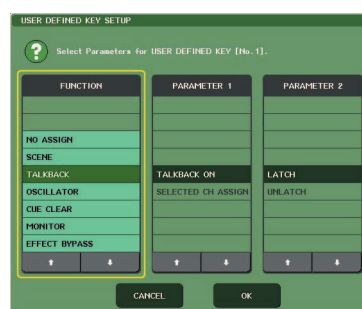 USER DEFINED KEY SETUP
? Select Parameters for USER DEFINED KEY [No.1].
FUNCTION
NO ASSIGN
SCENE
TALKBACK
OSCILLATOR
CUE CLEAR
MONITOR
EFFECT BYPASS
PARAMETER 1
TALKBACK ON
SELECTED CH ASSIGN
PARAMETER 2
LATCH
UNLATCH
CANCEL
OK